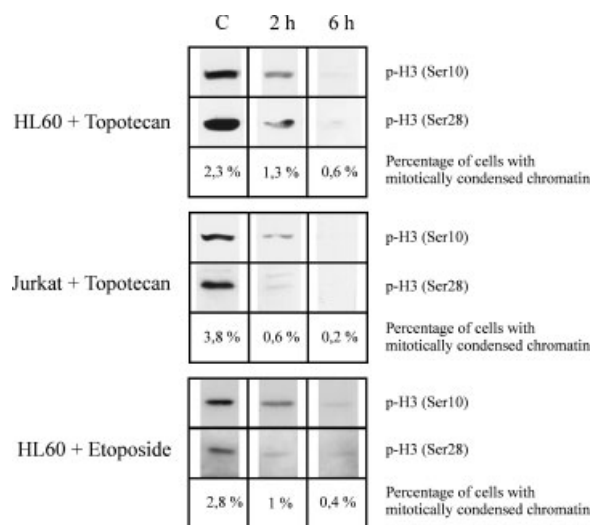 C 2 h 6 h
p-H3 (Ser10)
HL60 + Topotecan
p-H3 (Ser28)
2,3 % 1,3 % 0,6 %
Percentage of cells with
mitotically condensed chromatin
p-H3 (Ser10)
Jurkat + Topotecan
p-H3 (Ser28)
3,8 % 0,6 % 0,2 %
Percentage of cells with
mitotically condensed chromatin
p-H3 (Ser10)
HL60 + Etoposide
p-H3 (Ser28)
2,8 % 1 % 0,4 %
Percentage of cells with
mitotically condensed chromatin